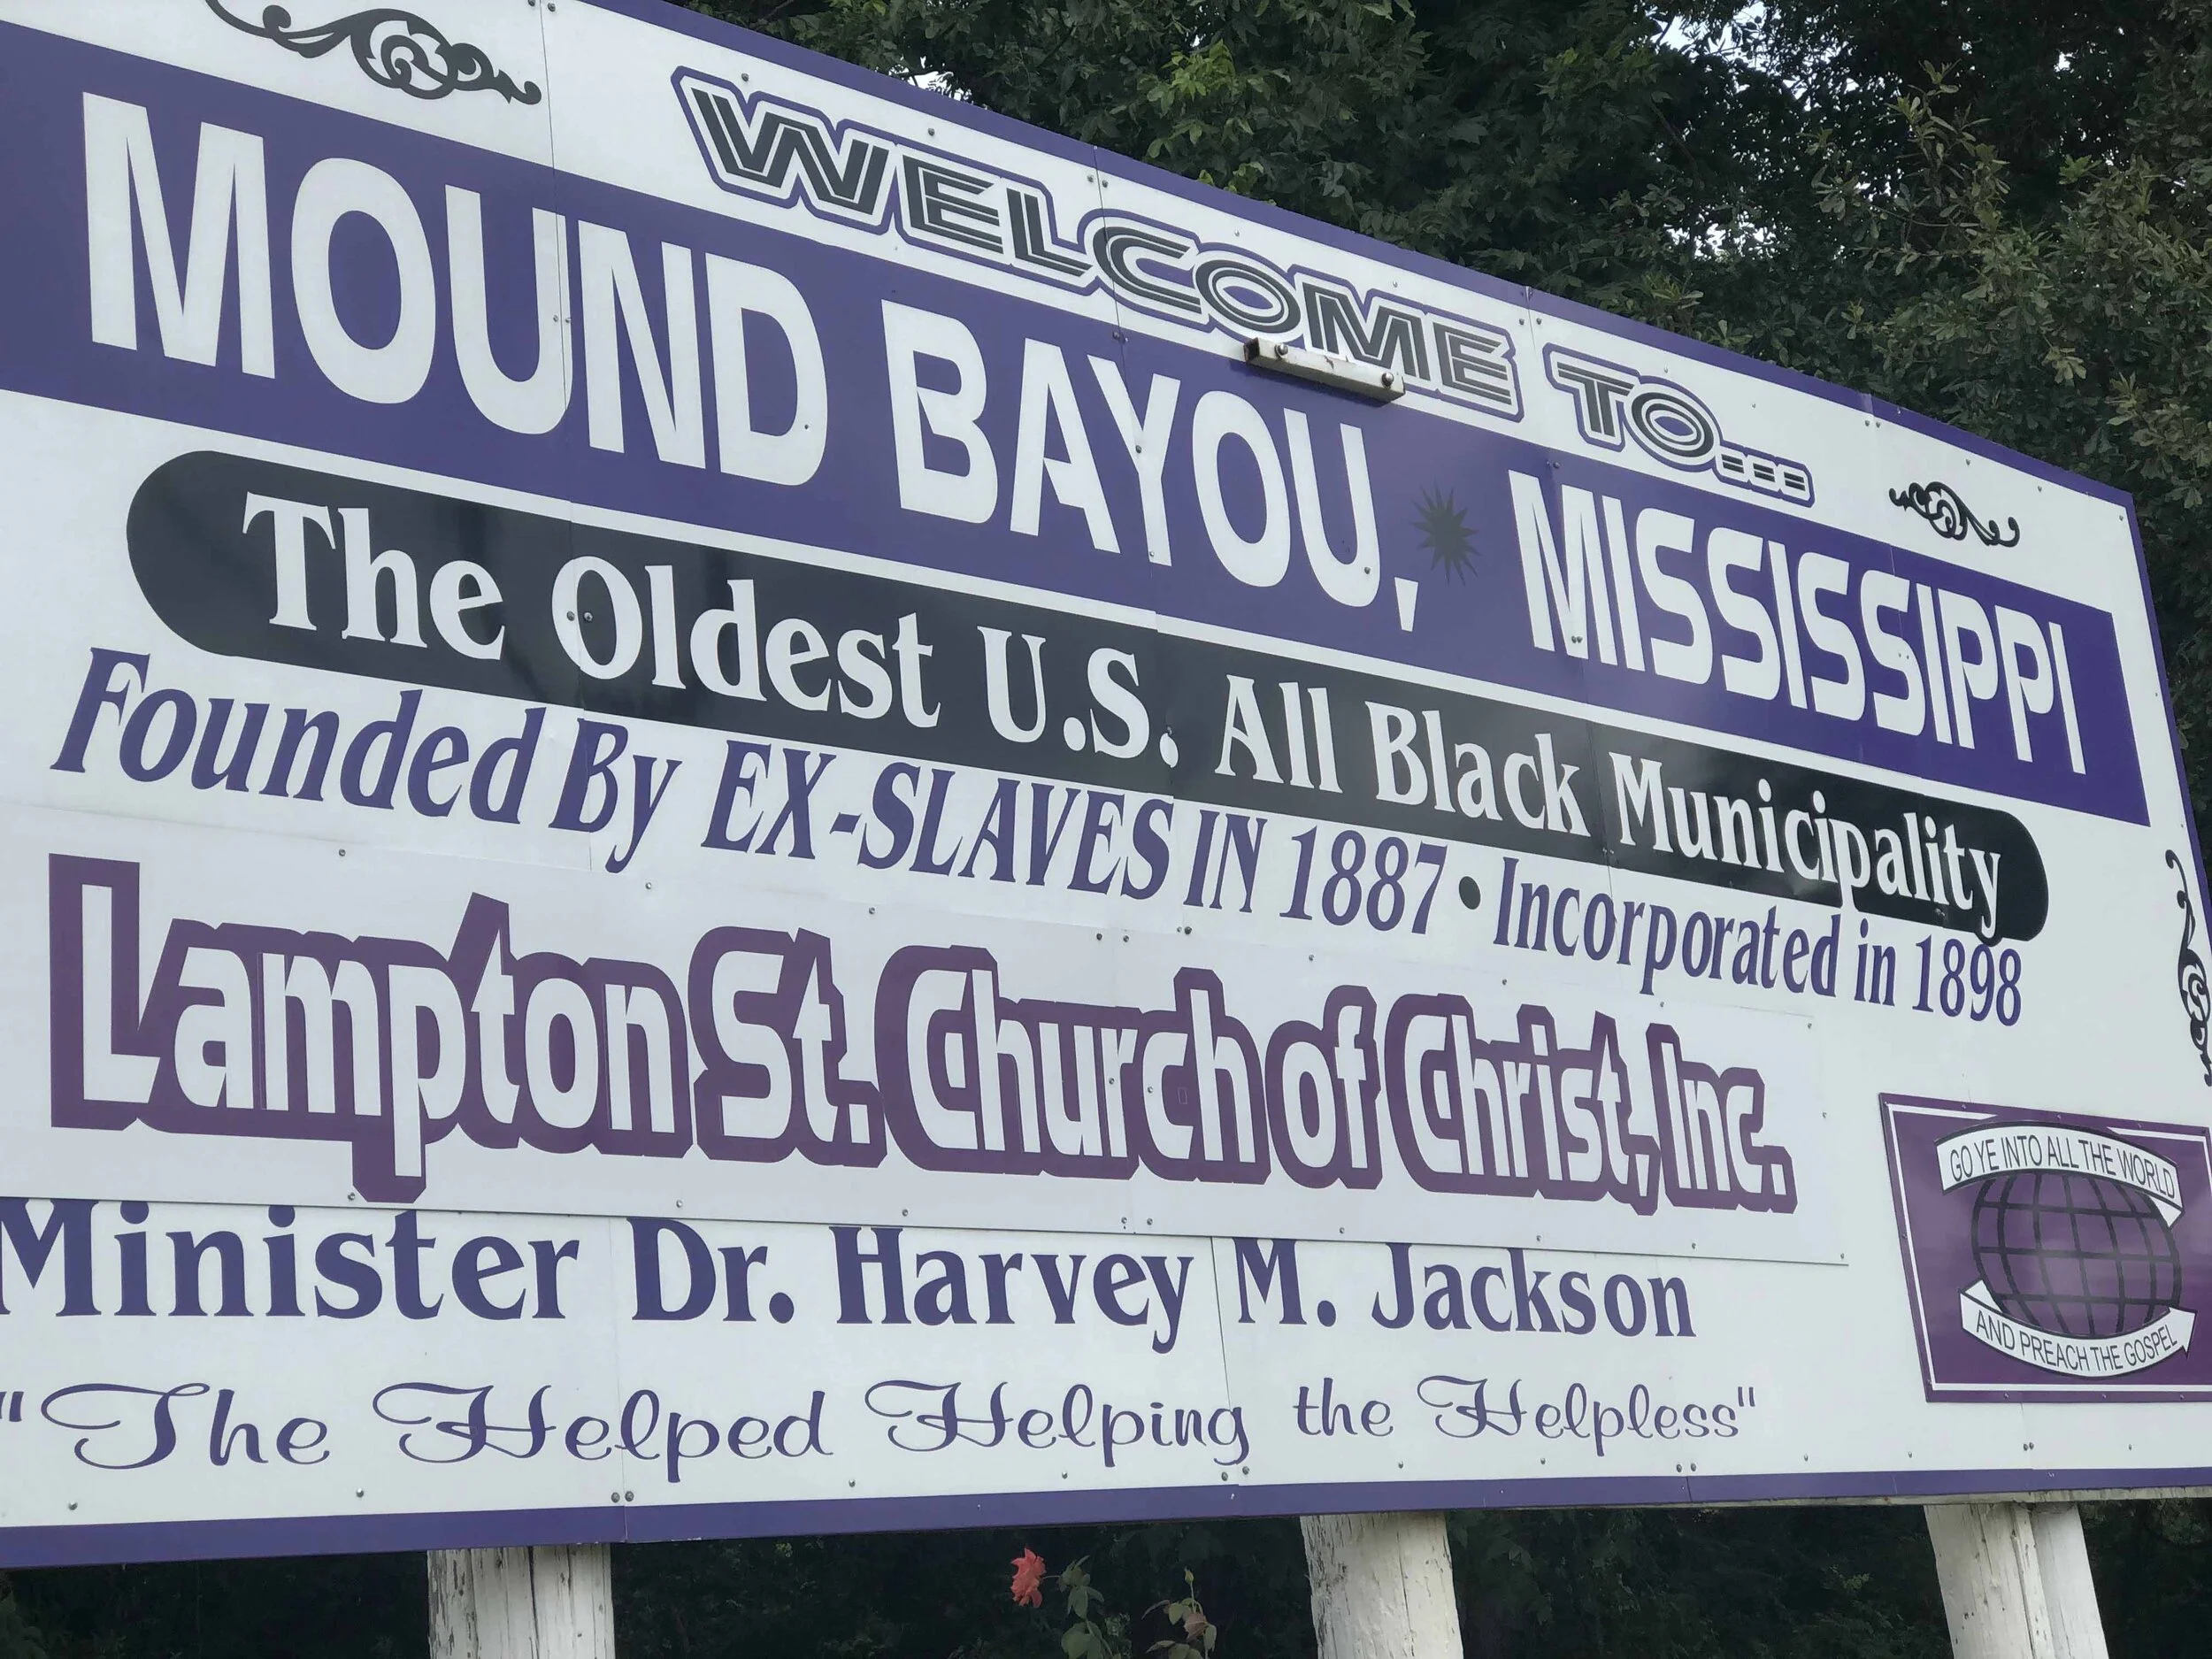 WELCOME TO...
MOUND BAYOU, MISSISSIPPI
The Oldest U.S. All Black Municipality
Founded By EX-SLAVES IN 1887 • Incorporated in 1898
Lampton St. Church of Christ, Inc.
Minister Dr. Harvey M. Jackson
"The Helped Helping the Helpless"
GO YE INTO ALL THE WORLD
AND PREACH THE GOSPEL